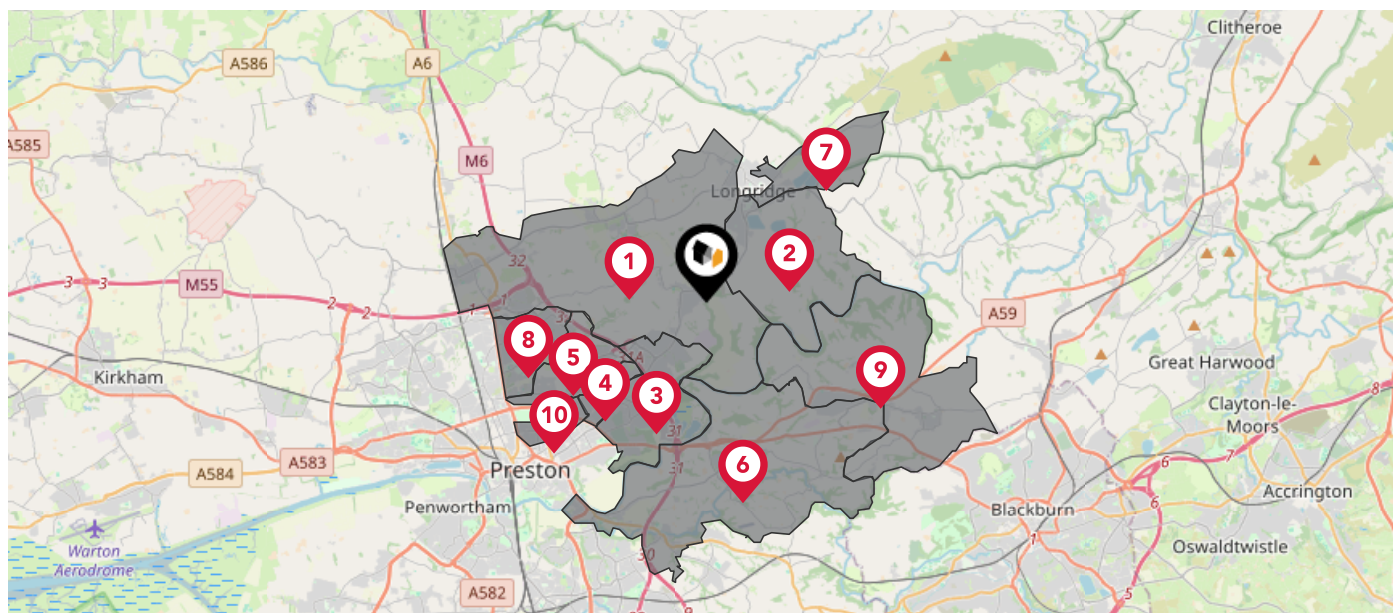 Clitheroe
A586
A6
A585
M6
7
Longridge
32
1
2
3
3
M55
2
2
1
1
A59
8
5
31A
4
3
9
Great Harwood
Kirkham
8
10
31
Clayton-le-
Moors
7
6
A583
A584
Preston
31
6
Accrington
Penwortham
6
Blackburn
1
Warton
Aerodrome
30
Oswaldtwistle
A582
5
9